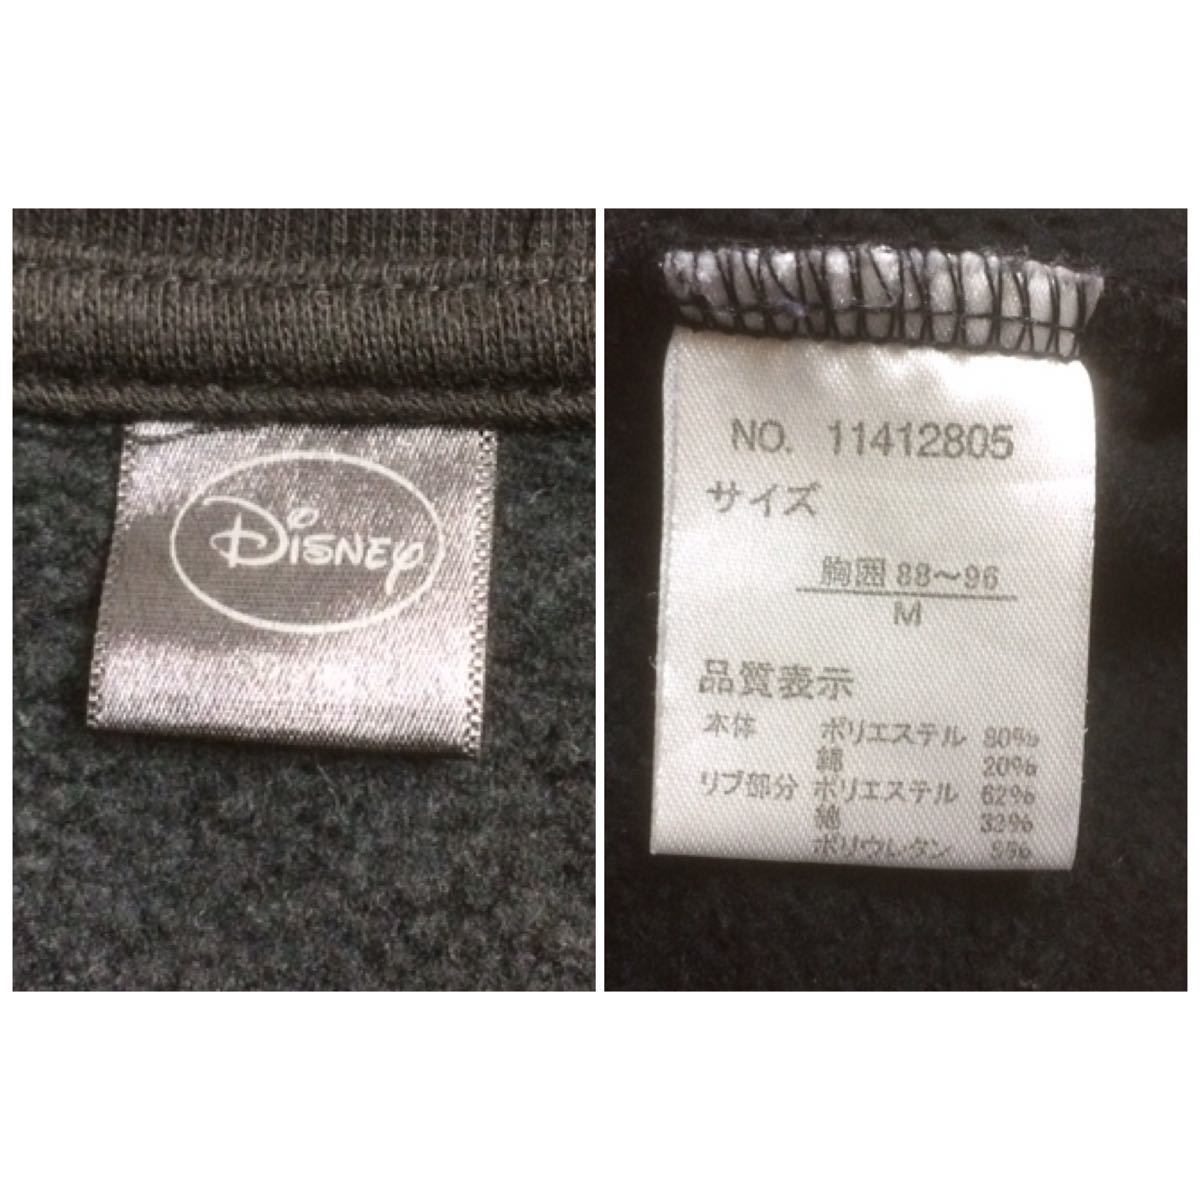 Disney
NO. 11412805
サイズ
胸囲 88〜96
M
品質表示
本体 ポリエステル 80%
綿 20%
リブ部分 ポリエステル 62%
綿 33%
ポリウレタン 5%